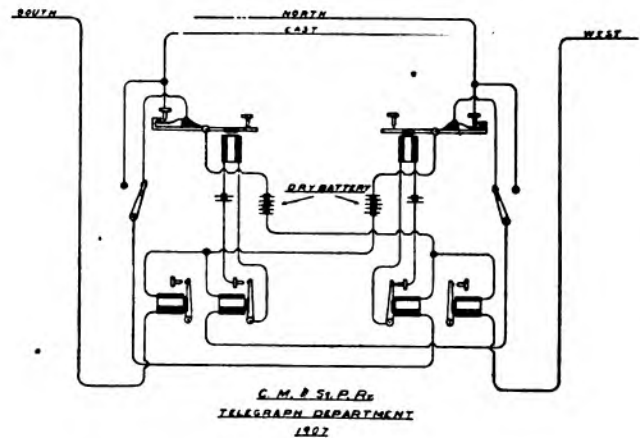 SOUTH
NORTH
EAST
WEST
DRY BATTERY
C. M. & ST. P. RY.
TELEGRAPH DEPARTMENT
1907